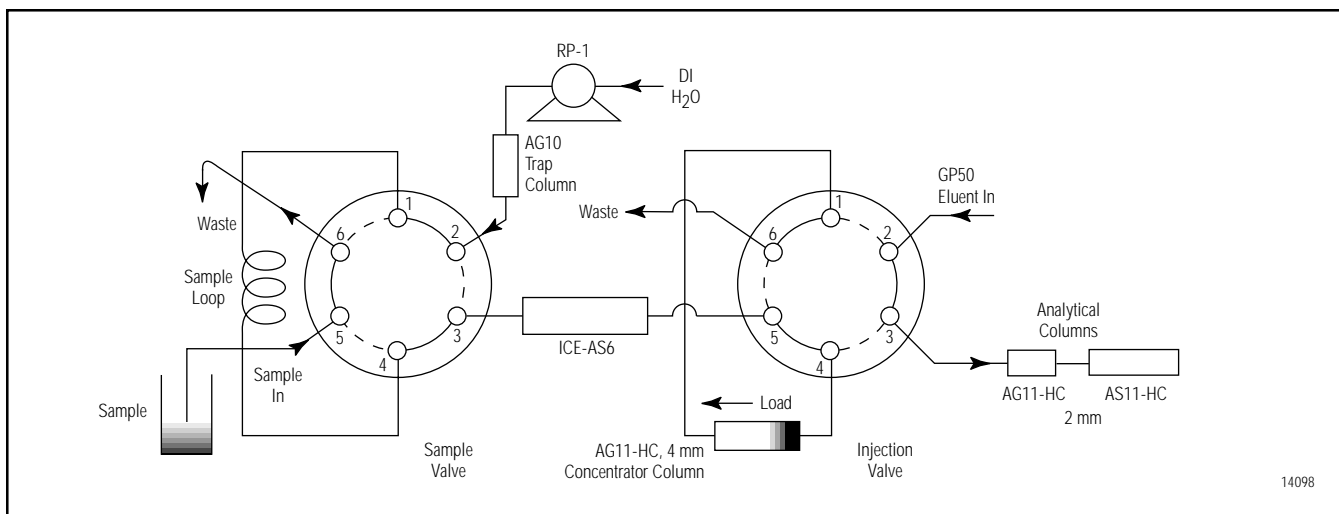 RP-1
DI
H₂O
AG10
Trap
Column
GP50
Eluent In
Waste
Waste
1
2
3
4
5
6
1
2
3
4
5
6
Sample
Loop
ICE-AS6
Analytical
Columns
Sample
In
Sample
Load
AG11-HC
AS11-HC
2 mm
Sample
Valve
AG11-HC, 4 mm
Concentrator Column
Injection
Valve
14098